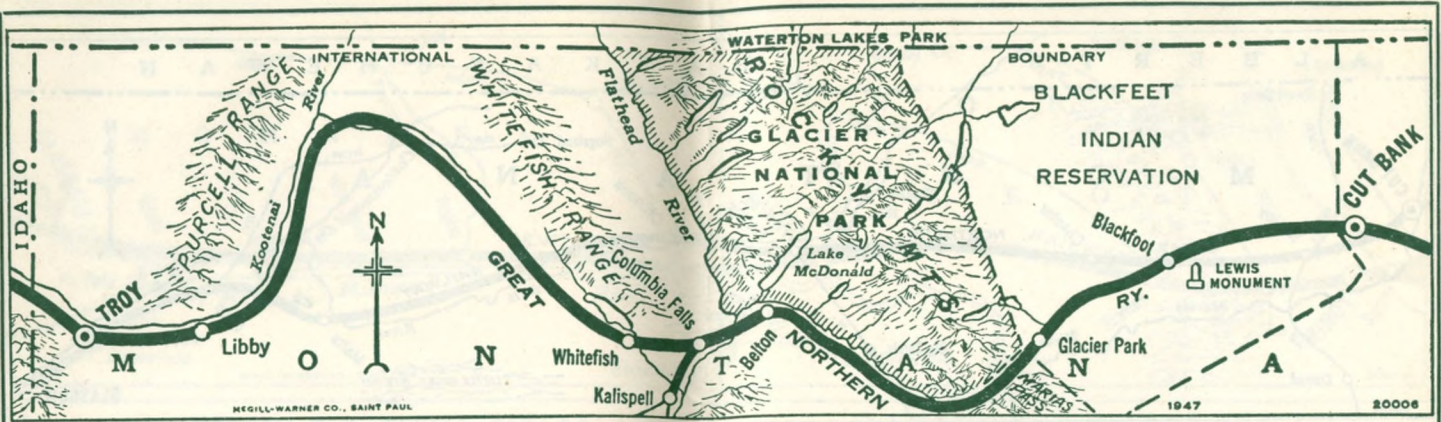 WATERTON LAKES PARK
INTERNATIONAL
BOUNDARY
IDAHO
PURCELL RANGE
River
Kootenai
WHITEFISH RANGE
Flathead
River
ROCKY MTS
GLACIER
NATIONAL
PARK
Lake
McDonald
BLACKFEET
INDIAN
RESERVATION
CUT BANK
Blackfoot
LEWIS
MONUMENT
TROY
Libby
N
GREAT
NORTHERN
RY.
Columbia Falls
Whitefish
Kalispell
Belton
Glacier Park
MARIAS
PASS
M O N T A N A
McGILL-WARNER CO., SAINT PAUL
1947
20006